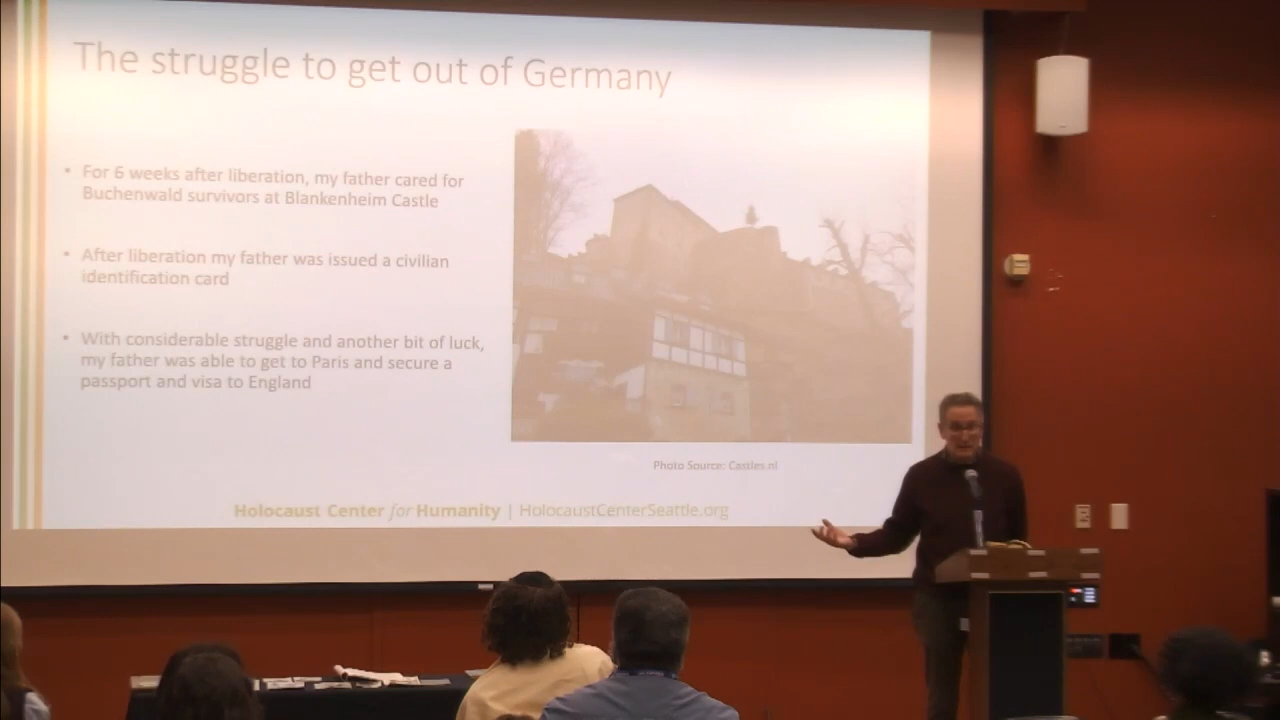 The struggle to get out of Germany
• For 6 weeks after liberation, my father cared for
Buchenwald survivors at Blankenheim Castle
• After liberation my father was issued a civilian
identification card
• With considerable struggle and another bit of luck,
my father was able to get to Paris and secure a
passport and visa to England
Photo Source: Castles.nl
Holocaust Center for Humanity | HolocaustCenterSeattle.org